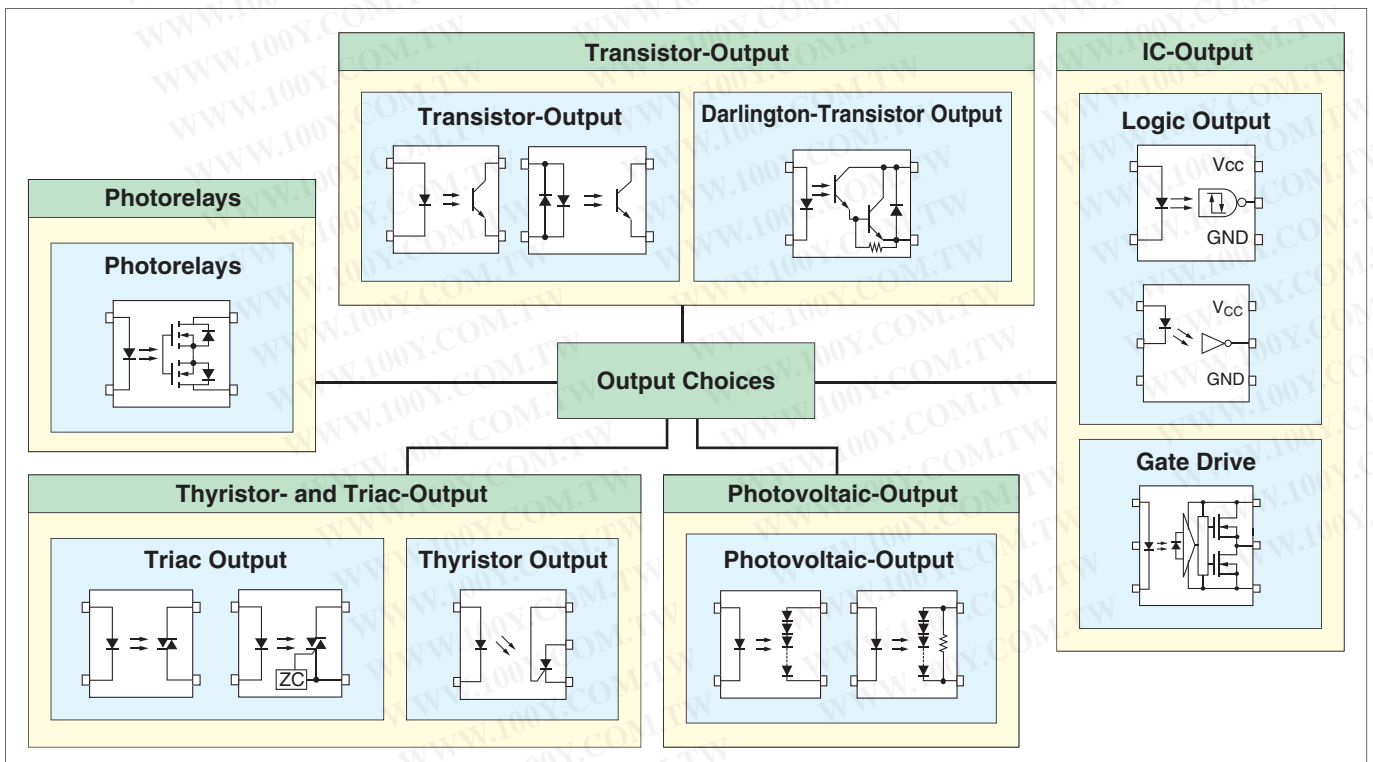 Transistor-Output
Transistor-Output
Darlington-Transistor Output
IC-Output
Logic Output
Vcc
GND
VCC
GND
Gate Drive
Photorelays
Photorelays
Output Choices
Thyristor- and Triac-Output
Triac Output
ZC
Thyristor Output
Photovoltaic-Output
Photovoltaic-Output
WWW.100Y.COM.TW